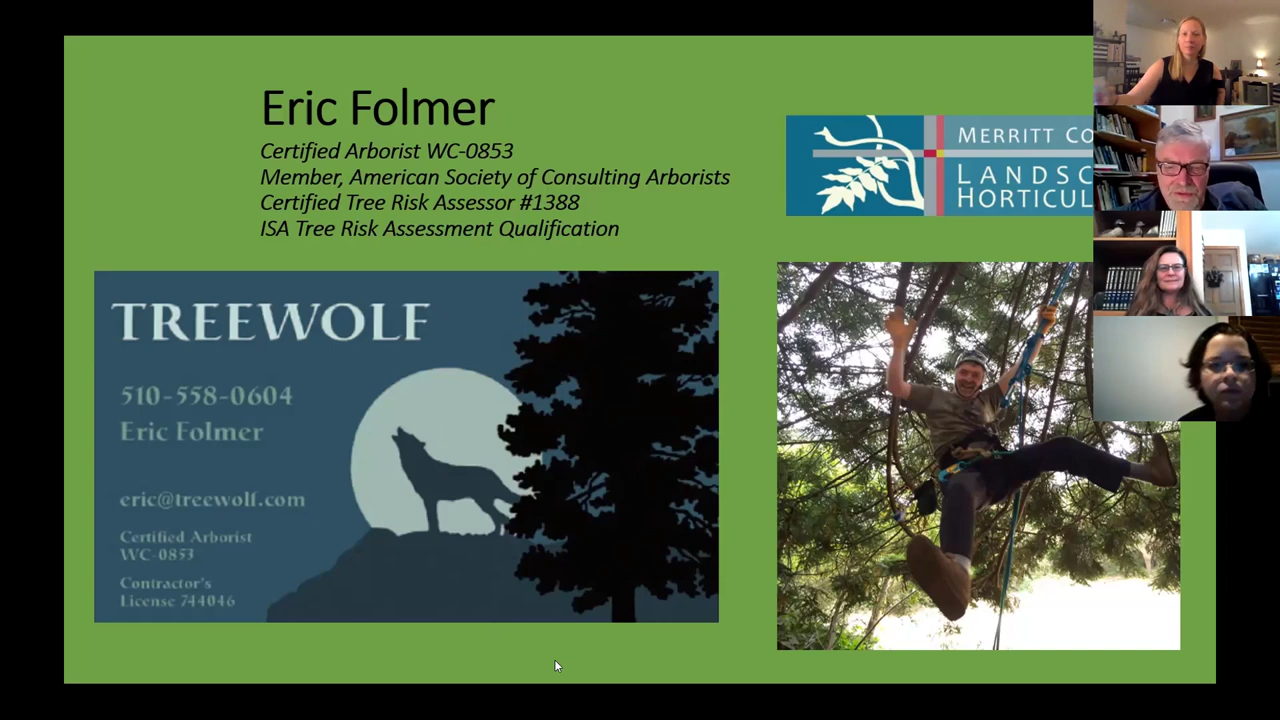 Eric Folmer
Certified Arborist WC-0853
Member, American Society of Consulting Arborists
Certified Tree Risk Assessor #1388
ISA Tree Risk Assessment Qualification
MERRITT CO
LANDSC
HORTICUL
TREEWOLF
510-558-0604
Eric Folmer
eric@treewolf.com
Certified Arborist
WC-0853
Contractor's
License 744046